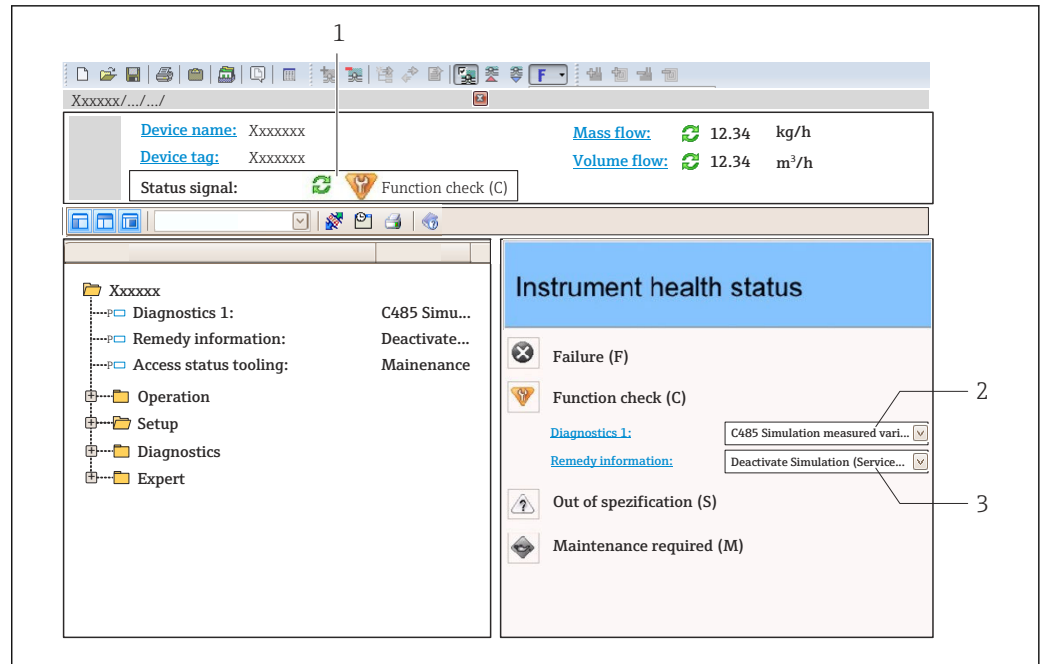 1
F
Xxxxxx/.../.../
Device name: Xxxxxxx
Mass flow: 12.34 kg/h
Device tag: Xxxxxxx
Volume flow: 12.34 m³/h
Status signal: Function check (C)
Xxxxxx
Diagnostics 1: C485 Simu...
Remedy information: Deactivate...
Access status tooling: Mainenance
Operation
Setup
Diagnostics
Expert
Instrument health status
Failure (F)
Function check (C)
2
Diagnostics 1: C485 Simulation measured vari...
Remedy information: Deactivate Simulation (Service...
Out of spezification (S)
3
Maintenance required (M)